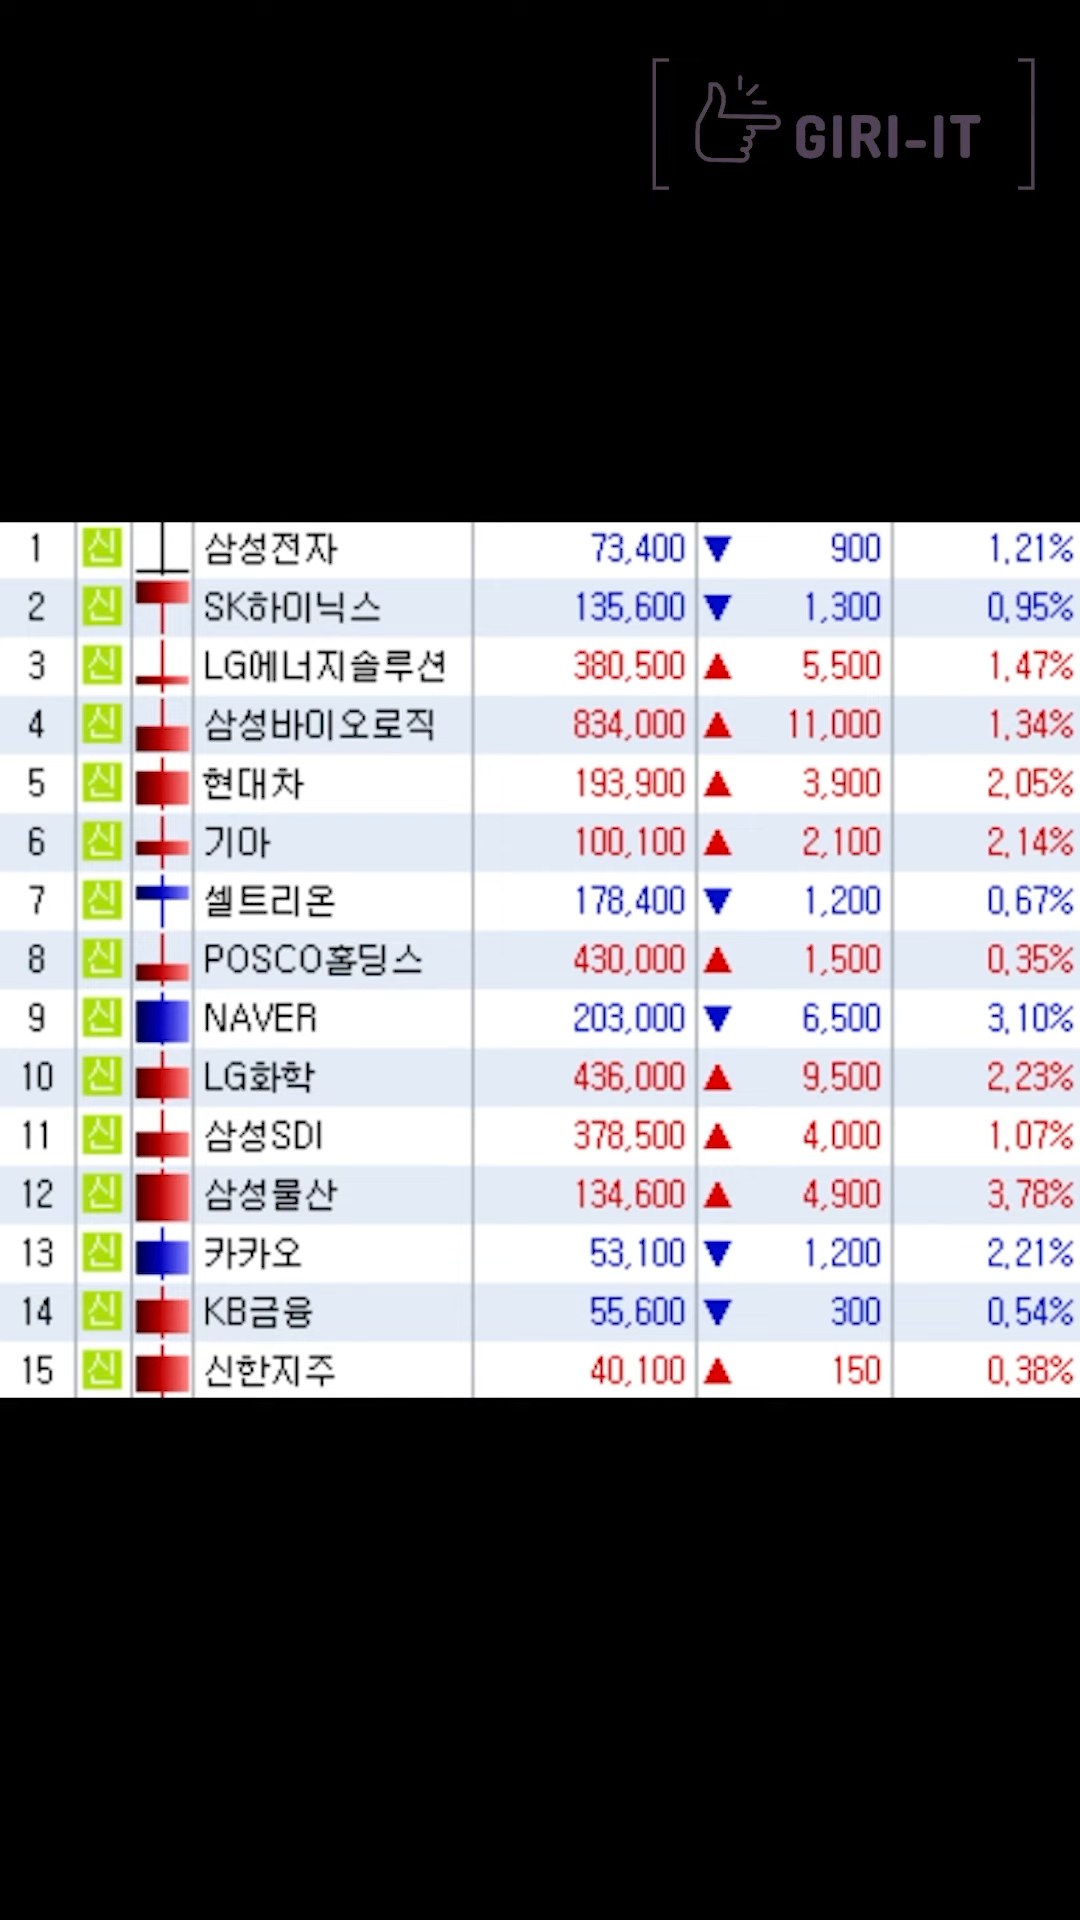 GIRI-IT
1 신 삼성전자 73,400 ▼ 900 1.21%
2 신 SK하이닉스 135,600 ▼ 1,300 0.95%
3 신 LG에너지솔루션 380,500 ▲ 5,500 1.47%
4 신 삼성바이오로직 834,000 ▲ 11,000 1.34%
5 신 현대차 193,900 ▲ 3,900 2.05%
6 신 기아 100,100 ▲ 2,100 2.14%
7 신 셀트리온 178,400 ▼ 1,200 0.67%
8 신 POSCO홀딩스 430,000 ▲ 1,500 0.35%
9 신 NAVER 203,000 ▼ 6,500 3.10%
10 신 LG화학 436,000 ▲ 9,500 2.23%
11 신 삼성SDI 378,500 ▲ 4,000 1.07%
12 신 삼성물산 134,600 ▲ 4,900 3.78%
13 신 카카오 53,100 ▼ 1,200 2.21%
14 신 KB금융 55,600 ▼ 300 0.54%
15 신 신한지주 40,100 ▲ 150 0.38%